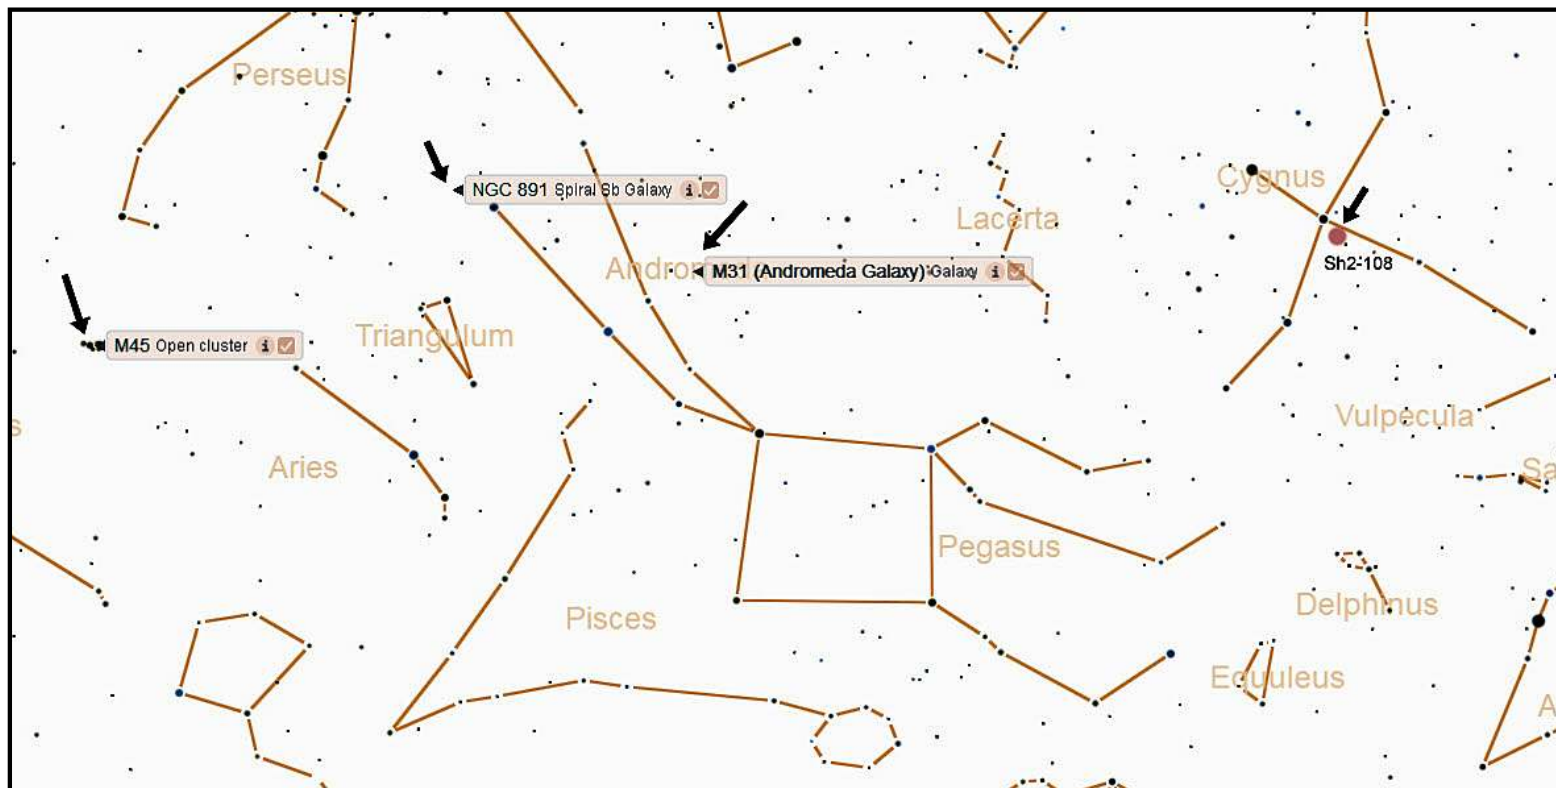 Perseus
Cygnus
NGC 891 Spiral Sb Galaxy i
Lacerta
Sh2-108
M31 (Andromeda Galaxy) Galaxy i
Triangulum
M45 Open cluster i
Vulpecula
s
Aries
Sa
Pegasus
Delphinus
Pisces
Equuleus
A